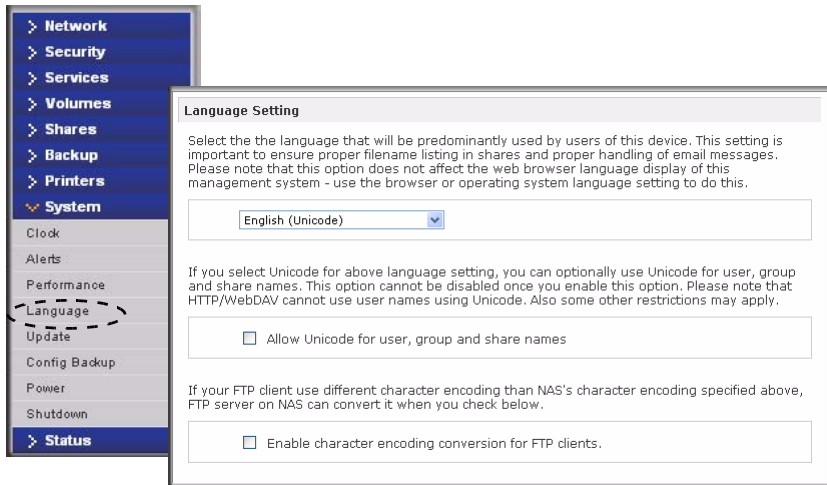 Network
Security
Services
Volumes
Shares
Backup
Printers
System
Clock
Alerts
Performance
Language
Update
Config Backup
Power
Shutdown
Status
Language Setting
Select the the language that will be predominantly used by users of this device. This setting is
important to ensure proper filename listing in shares and proper handling of email messages.
Please note that this option does not affect the web browser language display of this
management system - use the browser or operating system language setting to do this.
English (Unicode)
If you select Unicode for above language setting, you can optionally use Unicode for user, group
and share names. This option cannot be disabled once you enable this option. Please note that
HTTP/WebDAV cannot use user names using Unicode. Also some other restrictions may apply.
Allow Unicode for user, group and share names
If your FTP client use different character encoding than NAS's character encoding specified above,
FTP server on NAS can convert it when you check below.
Enable character encoding conversion for FTP clients.